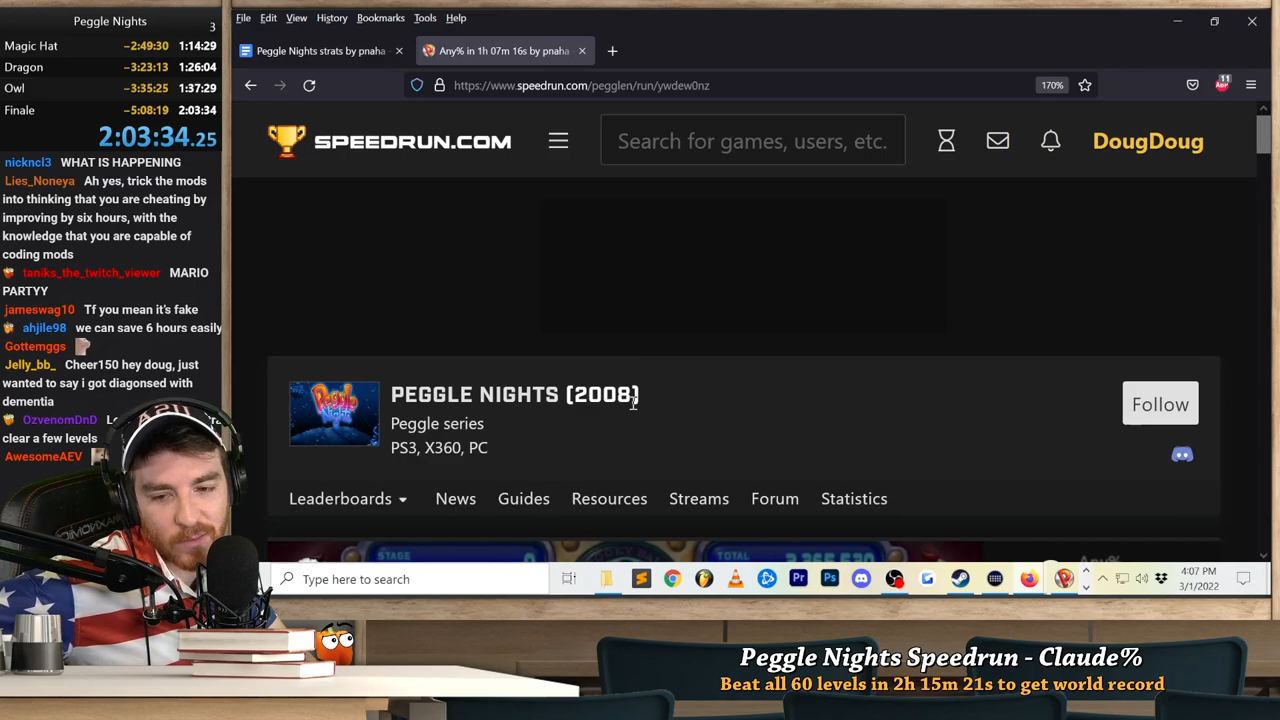 Peggle Nights
3
Magic Hat −2:49:30 1:14:29
Dragon −3:23:13 1:26:04
Owl −3:35:25 1:37:29
Finale −5:08:19 2:03:34
2:03:34.25
nickncl3 WHAT IS HAPPENING
Lies_Noneya Ah yes, trick the mods
into thinking that you are cheating by
improving by six hours, with the
knowledge that you are capable of
coding mods
taniks_the_twitch_viewer MARIO
PARTYY
jameswag10 Tf you mean it's fake
ahjile98 we can save 6 hours easily
Gottemggs
Jelly_bb_ Cheer150 hey doug, just
wanted to say i got diagonsed with
dementia
OzvenomDnD
clear a few levels
AwesomeAEV
File Edit View History Bookmarks Tools Help
Peggle Nights strats by pnaha
Any% in 1h 07m 16s by pnaha
https://www.speedrun.com/pegglen/run/ywdew0nz
170%
11
SPEEDRUN.COM
Search for games, users, etc.
DougDoug
PEGGLE NIGHTS (2008)
Peggle series
PS3, X360, PC
Follow
Leaderboards News Guides Resources Streams Forum Statistics
STAGE
TOTAL
Any%
Type here to search
Pr
Ps
4:07 PM
3/1/2022
Peggle Nights Speedrun - Claude%
Beat all 60 levels in 2h 15m 21s to get world record